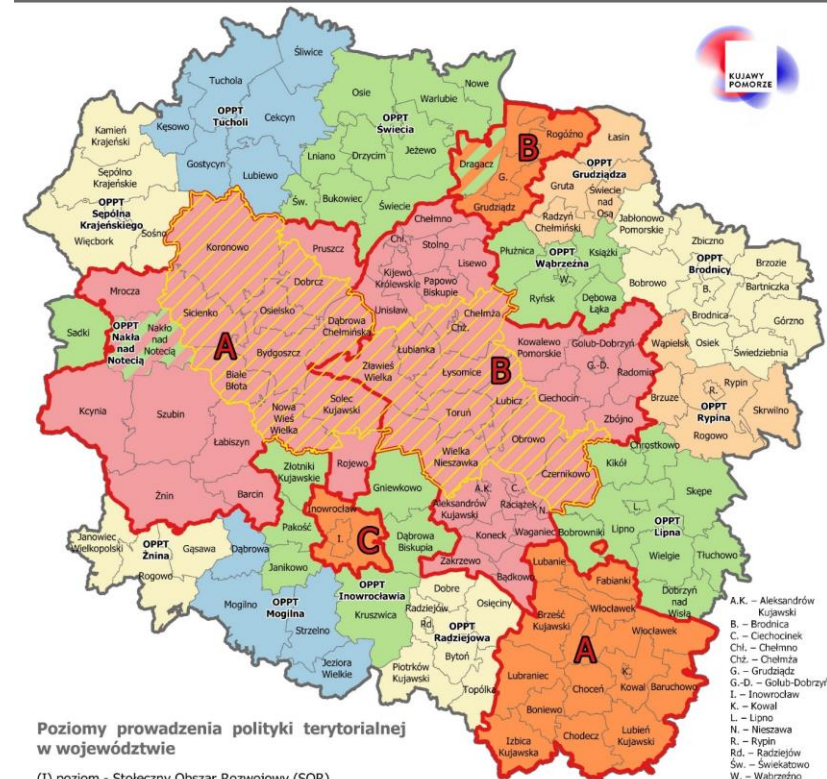 KUJAWY
POMORZE
Śliwice
Tuchola
OPPT
Tucholi
Kęsowo
Cekcyn
Gostycyn
Lubiewo
Osie
Nowe
Warlubie
OPPT
Świecia
Lniano
Drzycim
Jeżewo
Św.
Bukowiec
Świecie
Dragacz
B
Rogóźno
G.
Grudziądz
Łasin
OPPT
Grudziądza
Gruta
Świecie
nad
Osą
Radzyń
Chełmiński
Kamień
Krajeński
Sępólno
Krajeńskie
OPPT
Sępólna
Krajeńskiego
Więcbork
Sośno
Koronowo
Pruszcz
Dobrcz
Sicienko
Osielsko
Dąbrowa
Chełmińska
A
Bydgoszcz
Białe
Błota
Nowa
Wieś
Wielka
Solec
Kujawski
Chełmno
Chł.
Stolno
Lisewo
Kijewo
Królewskie
Papowo
Biskupie
Unisław
Płużnica
OPPT
Wąbrzeźna
Książki
W.
Ryńsk
Dębowa
Łąka
Jabłonowo
Pomorskie
Zbiczno
OPPT
Brodnicy
Brzozie
Bartniczka
Bobrowo
B.
Brodnica
Górzno
Osiek
Świedziebnia
Mrocza
Sadki
OPPT
Nakła
nad
Notecią
Nakło
nad
Notecią
Chełmża
Chż.
Łubianka
Zławieś
Wielka
Łysomice
B
Toruń
Lubicz
Wielka
Nieszawka
Obrowo
Czernikowo
Kowalewo
Pomorskie
Golub-Dobrzyń
G.-D.
Radomin
Ciechocin
Zbójno
Wąpielsk
R.
Rypin
Brzuze
OPPT
Rypina
Skrwilno
Rogowo
Kcynia
Szubin
Łabiszyn
Żnin
Barcin
Rojewo
Złotniki
Kujawskie
Gniewkowo
Inowrocław
I.
C
Pakość
Dąbrowa
Biskupia
Janikowo
OPPT
Inowrocławia
Kruszwica
A.K.
C.
Aleksandrów
Kujawski
Raciążek
N.
Koneck
Waganiec
Zakrzewo
Bądkowo
Chrostkowo
Kikół
Skępe
L.
Bobrowniki
Lipno
OPPT
Lipna
Wielgie
Tłuchowo
Dobrzyń
nad
Wisłą
Janowiec
Wielkopolski
OPPT
Żnina
Gąsawa
Rogowo
Dąbrowa
Mogilno
OPPT
Mogilna
Strzelno
Jeziora
Wielkie
Dobre
Osięciny
Radziejów
Rd.
OPPT
Radziejowa
Bytoń
Piotrków
Kujawski
Topólka
Lubanie
Fabianki
Brześć
Kujawski
Włocławek
Włocławek
A
Lubraniec
K.
Choceń
Kowal
Baruchowo
Boniewo
Izbica
Kujawska
Chodecz
Lubień
Kujawski
A.K. – Aleksandrów
Kujawski
B. – Brodnica
C. – Ciechocinek
Chł. – Chełmno
Chż. – Chełmża
G. – Grudziądz
G.-D. – Golub-Dobrzyń
I. – Inowrocław
K. – Kowal
L. – Lipno
N. – Nieszawa
R. – Rypin
Rd. – Radziejów
Św. – Świekatowo
W. – Wąbrzeźno
Poziomy prowadzenia polityki terytorialnej
w województwie
(I) poziom - Stołeczny Obszar Rozwojowy (SOR)